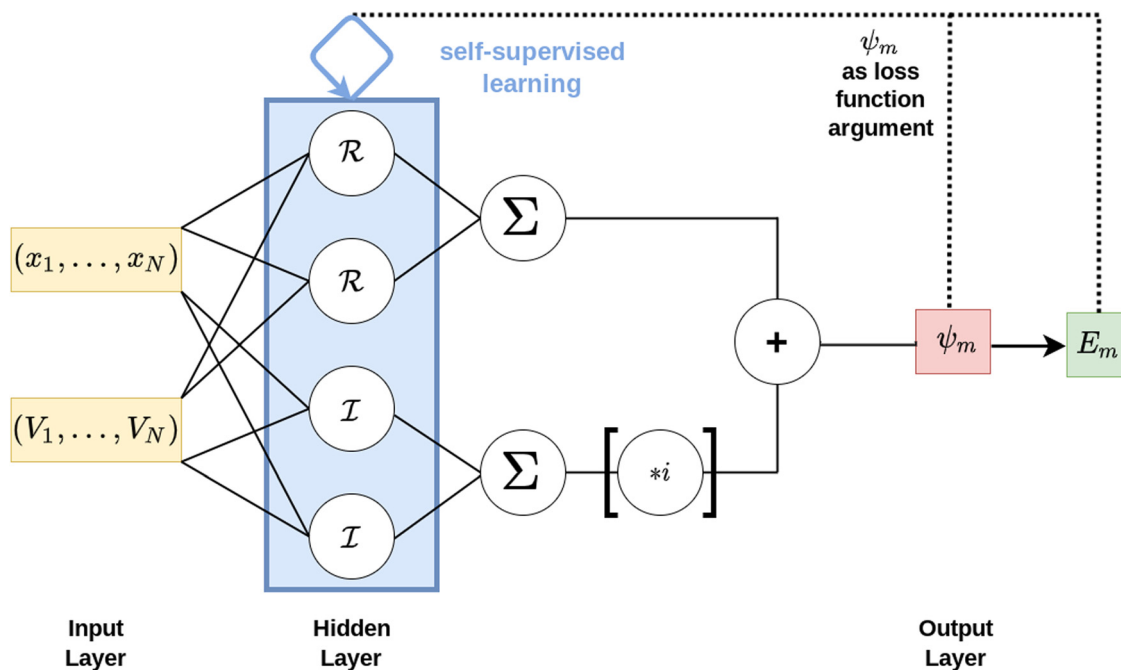 self-supervised
learning
ψ_m
as loss
function
argument
ℛ
ℛ
ℐ
ℐ
(x_1, …, x_N)
(V_1, …, V_N)
Σ
Σ
[*i]
+
ψ_m
E_m
Input
Layer
Hidden
Layer
Output
Layer